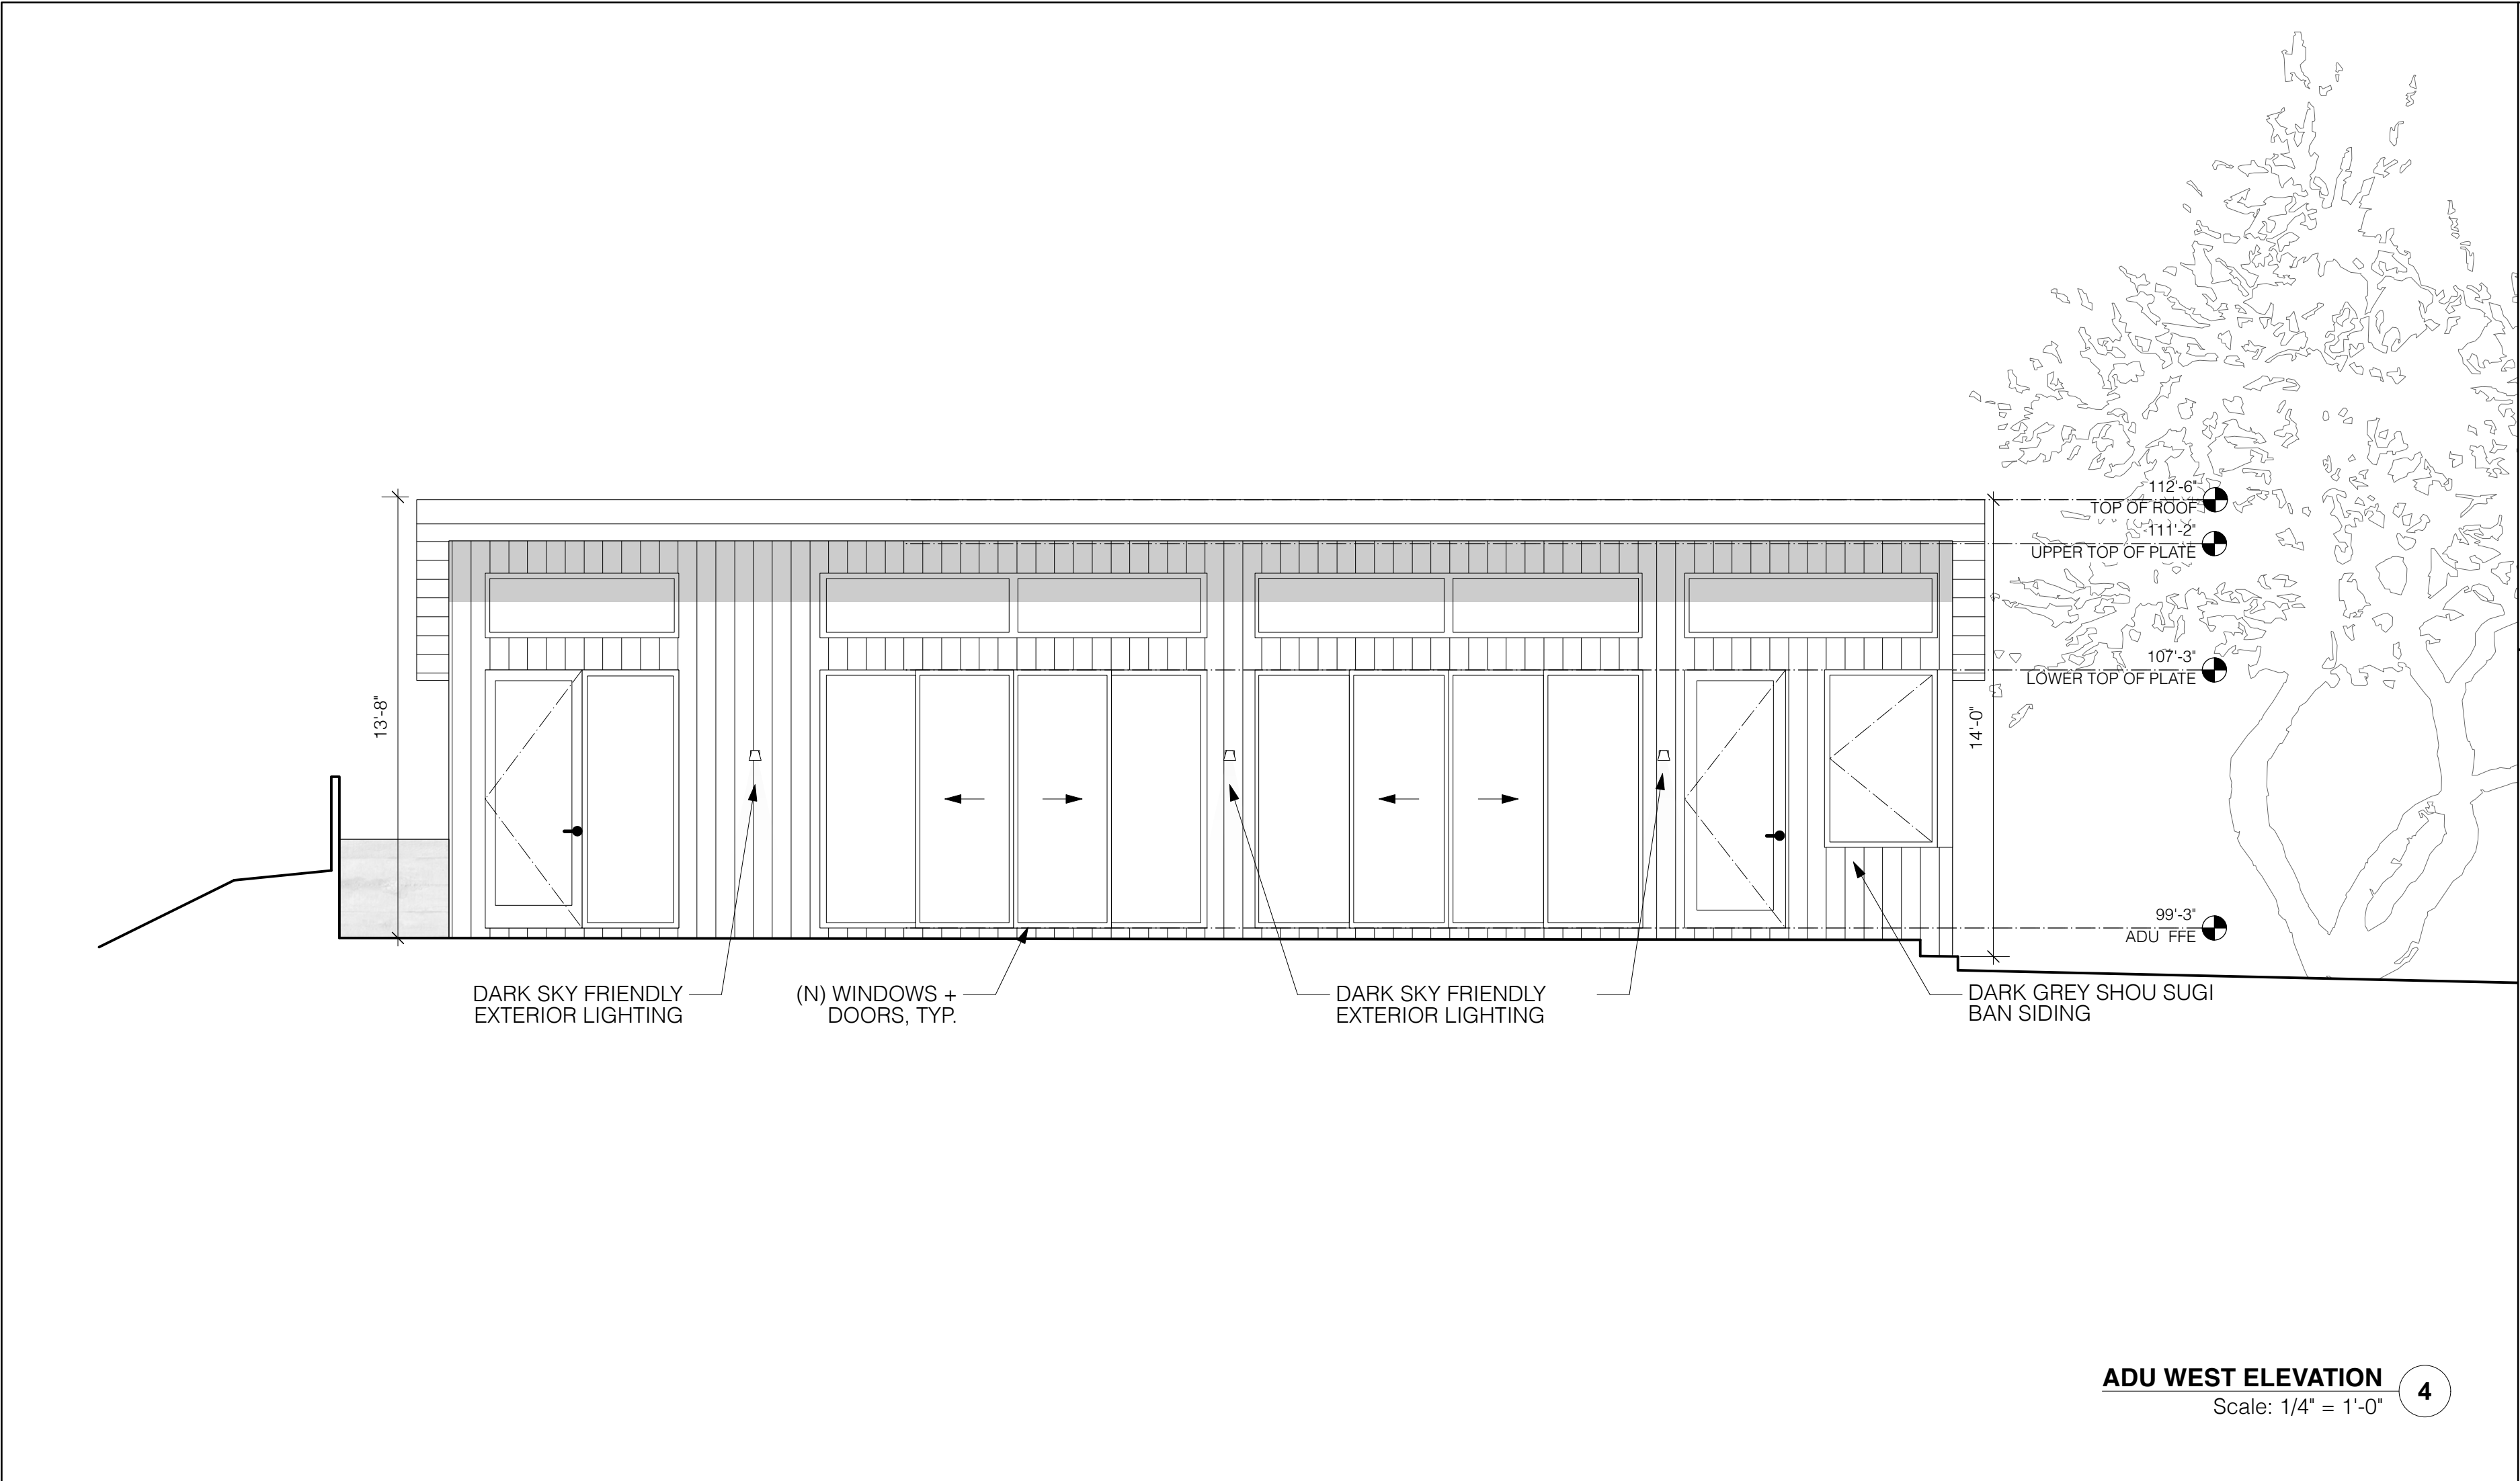 112'-6"
TOP OF ROOF
111'-2"
UPPER TOP OF PLATE
107'-3"
LOWER TOP OF PLATE
13'-8"
14'-0"
99'-3"
ADU FFE
DARK SKY FRIENDLY
EXTERIOR LIGHTING
(N) WINDOWS +
DOORS, TYP.
DARK SKY FRIENDLY
EXTERIOR LIGHTING
DARK GREY SHOU SUGI
BAN SIDING
ADU WEST ELEVATION
4
Scale: 1/4" = 1'-0"